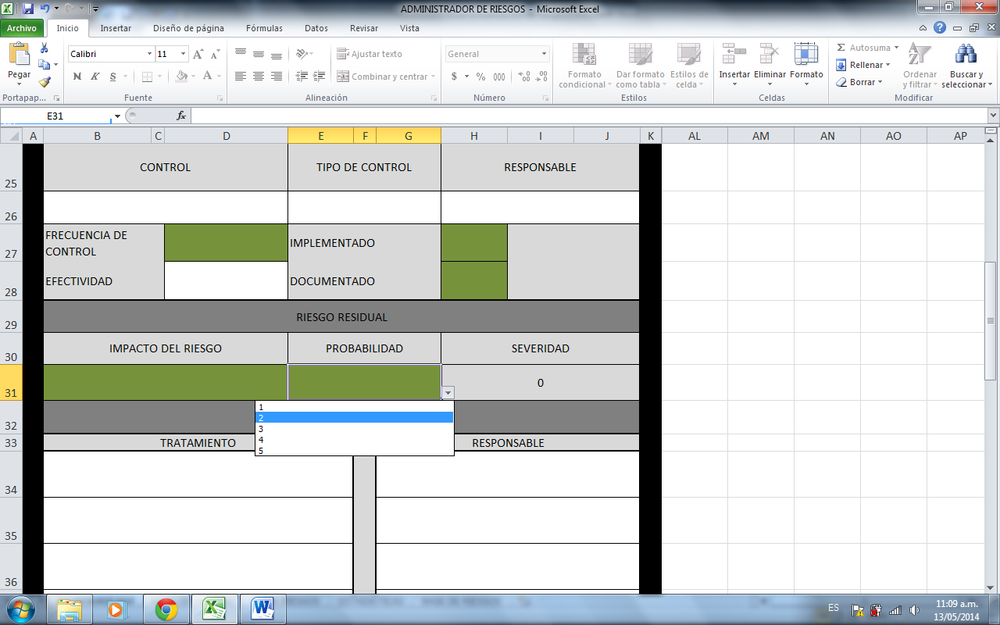 ADMINISTRADOR DE RIESGOS - Microsoft Excel
Archivo Inicio Insertar Diseño de página Fórmulas Datos Revisar Vista
Pegar
Portapap...
Calibri 11
N K S
Fuente
Ajustar texto
Combinar y centrar
Alineación
General
$ % 000
Número
Formato condicional
Dar formato como tabla
Estilos de celda
Estilos
Insertar Eliminar Formato
Celdas
Σ Autosuma
Rellenar
Borrar
Ordenar y filtrar
Buscar y seleccionar
Modificar
E31 fx
A B C D E F G H I J K AL AM AN AO AP
25 CONTROL TIPO DE CONTROL RESPONSABLE
26
27 FRECUENCIA DE CONTROL IMPLEMENTADO
28 EFECTIVIDAD DOCUMENTADO
29 RIESGO RESIDUAL
30 IMPACTO DEL RIESGO PROBABILIDAD SEVERIDAD
31 0
1
2
3
4
5
32
33 TRATAMIENTO RESPONSABLE
34
35
36
ES 11:09 a.m.
13/05/2014